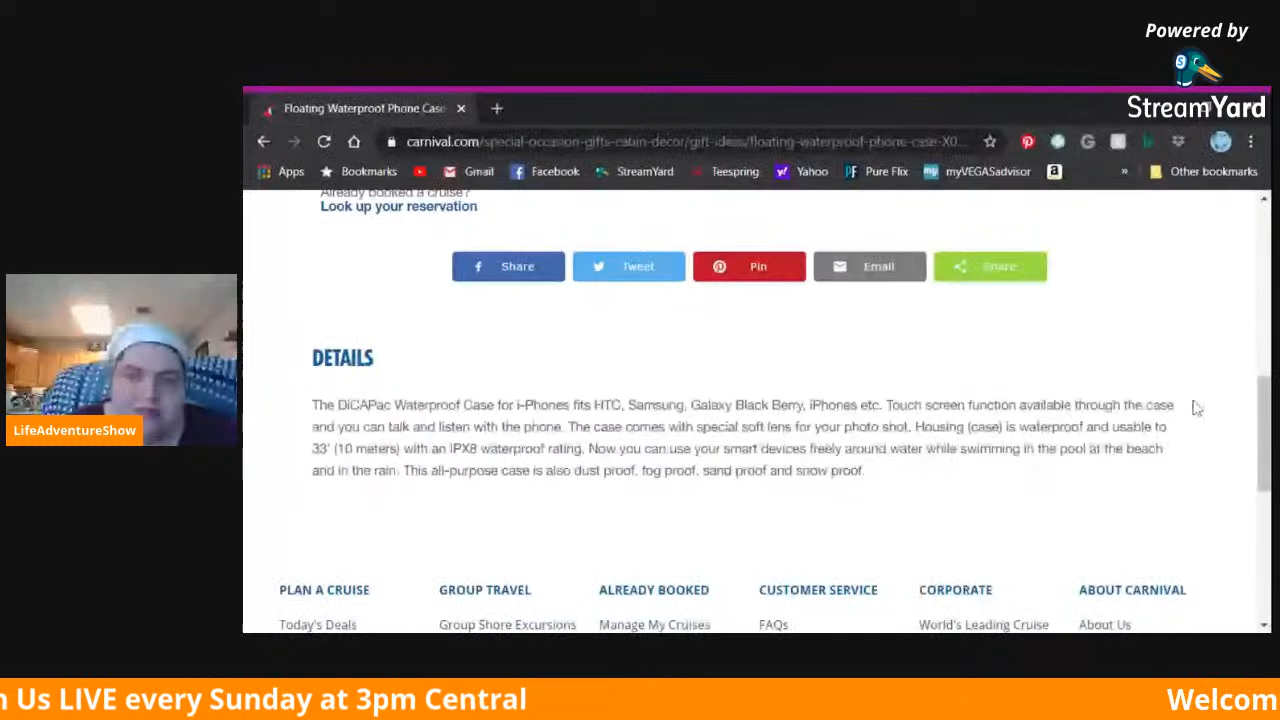 Powered by
StreamYard
Floating Waterproof Phone Case
carnival.com/special-occasion-gifts-cabin-decor/gift-ideas/floating-waterproof-phone-case-X0...
Apps Bookmarks Gmail Facebook StreamYard Teespring Yahoo Pure Flix myVEGASadvisor » Other bookmarks
Already booked a cruise?
Look up your reservation
Share Tweet Pin Email Share
DETAILS
The DiCAPac Waterproof Case for i-Phones fits HTC, Samsung, Galaxy Black Berry, iPhones etc. Touch screen function available through the case
and you can talk and listen with the phone. The case comes with special soft lens for your photo shot. Housing (case) is waterproof and usable to
33' (10 meters) with an IPX8 waterproof rating. Now you can use your smart devices freely around water while swimming in the pool at the beach
and in the rain. This all-purpose case is also dust proof, fog proof, sand proof and snow proof.
LifeAdventureShow
PLAN A CRUISE GROUP TRAVEL ALREADY BOOKED CUSTOMER SERVICE CORPORATE ABOUT CARNIVAL
Today's Deals Group Shore Excursions Manage My Cruises FAQs World's Leading Cruise About Us
n Us LIVE every Sunday at 3pm Central Welcom